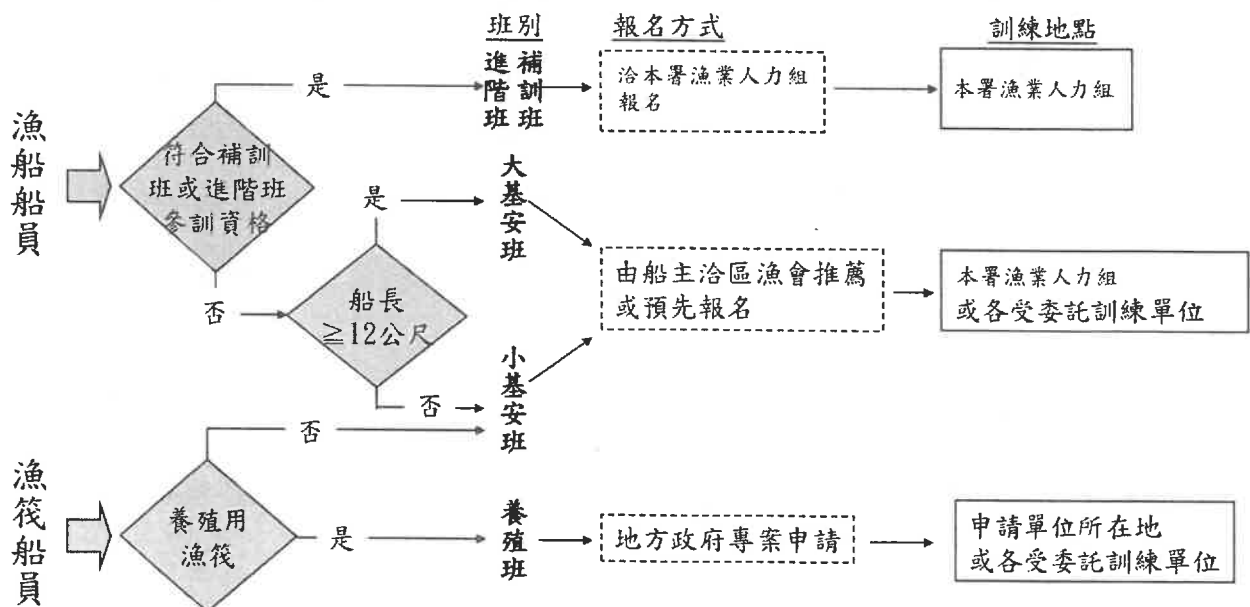 班別
報名方式
訓練地點
漁船船員
符合補訓
班或進階班
參訓資格
是
補訓班
進階班
洽本署漁業人力組
報名
本署漁業人力組
否
船長
≧12公尺
是
大基安班
否
小基安班
由船主洽區漁會推薦
或預先報名
本署漁業人力組
或各受委託訓練單位
漁筏船員
養殖用
漁筏
否
是
養殖班
地方政府專案申請
申請單位所在地
或各受委託訓練單位